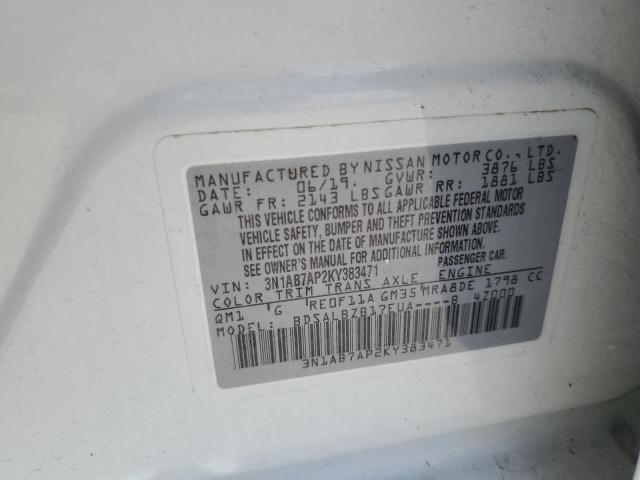 MANUFACTURED BY NISSAN MOTOR CO., LTD.
DATE: 06/19. GVWR: 3876 LBS
GAWR FR: 2143 LBS GAWR RR: 1881 LBS
THIS VEHICLE CONFORMS TO ALL APPLICABLE FEDERAL MOTOR
VEHICLE SAFETY, BUMPER AND THEFT PREVENTION STANDARDS
IN EFFECT ON THE DATE OF MANUFACTURE SHOWN ABOVE.
SEE OWNER'S MANUAL FOR ADDITIONAL INFORMATION
VIN: 3N1AB7AP2KY383471 PASSENGER CAR.
COLOR TRIM TRANS AXLE ENGINE
QM1 G RE0F11A GM35 MRA8DE 1798 CC
MODEL: BDSALBZB17EUA----B 4Z000
3N1AB7AP2KY383471